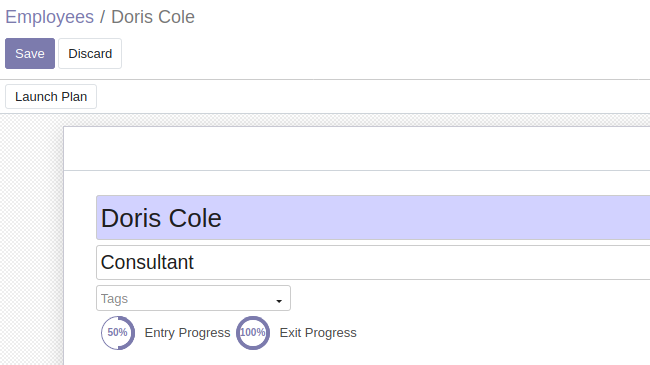 Employees / Doris Cole
Save Discard
Launch Plan
Doris Cole
Consultant
Tags
50% Entry Progress 100% Exit Progress